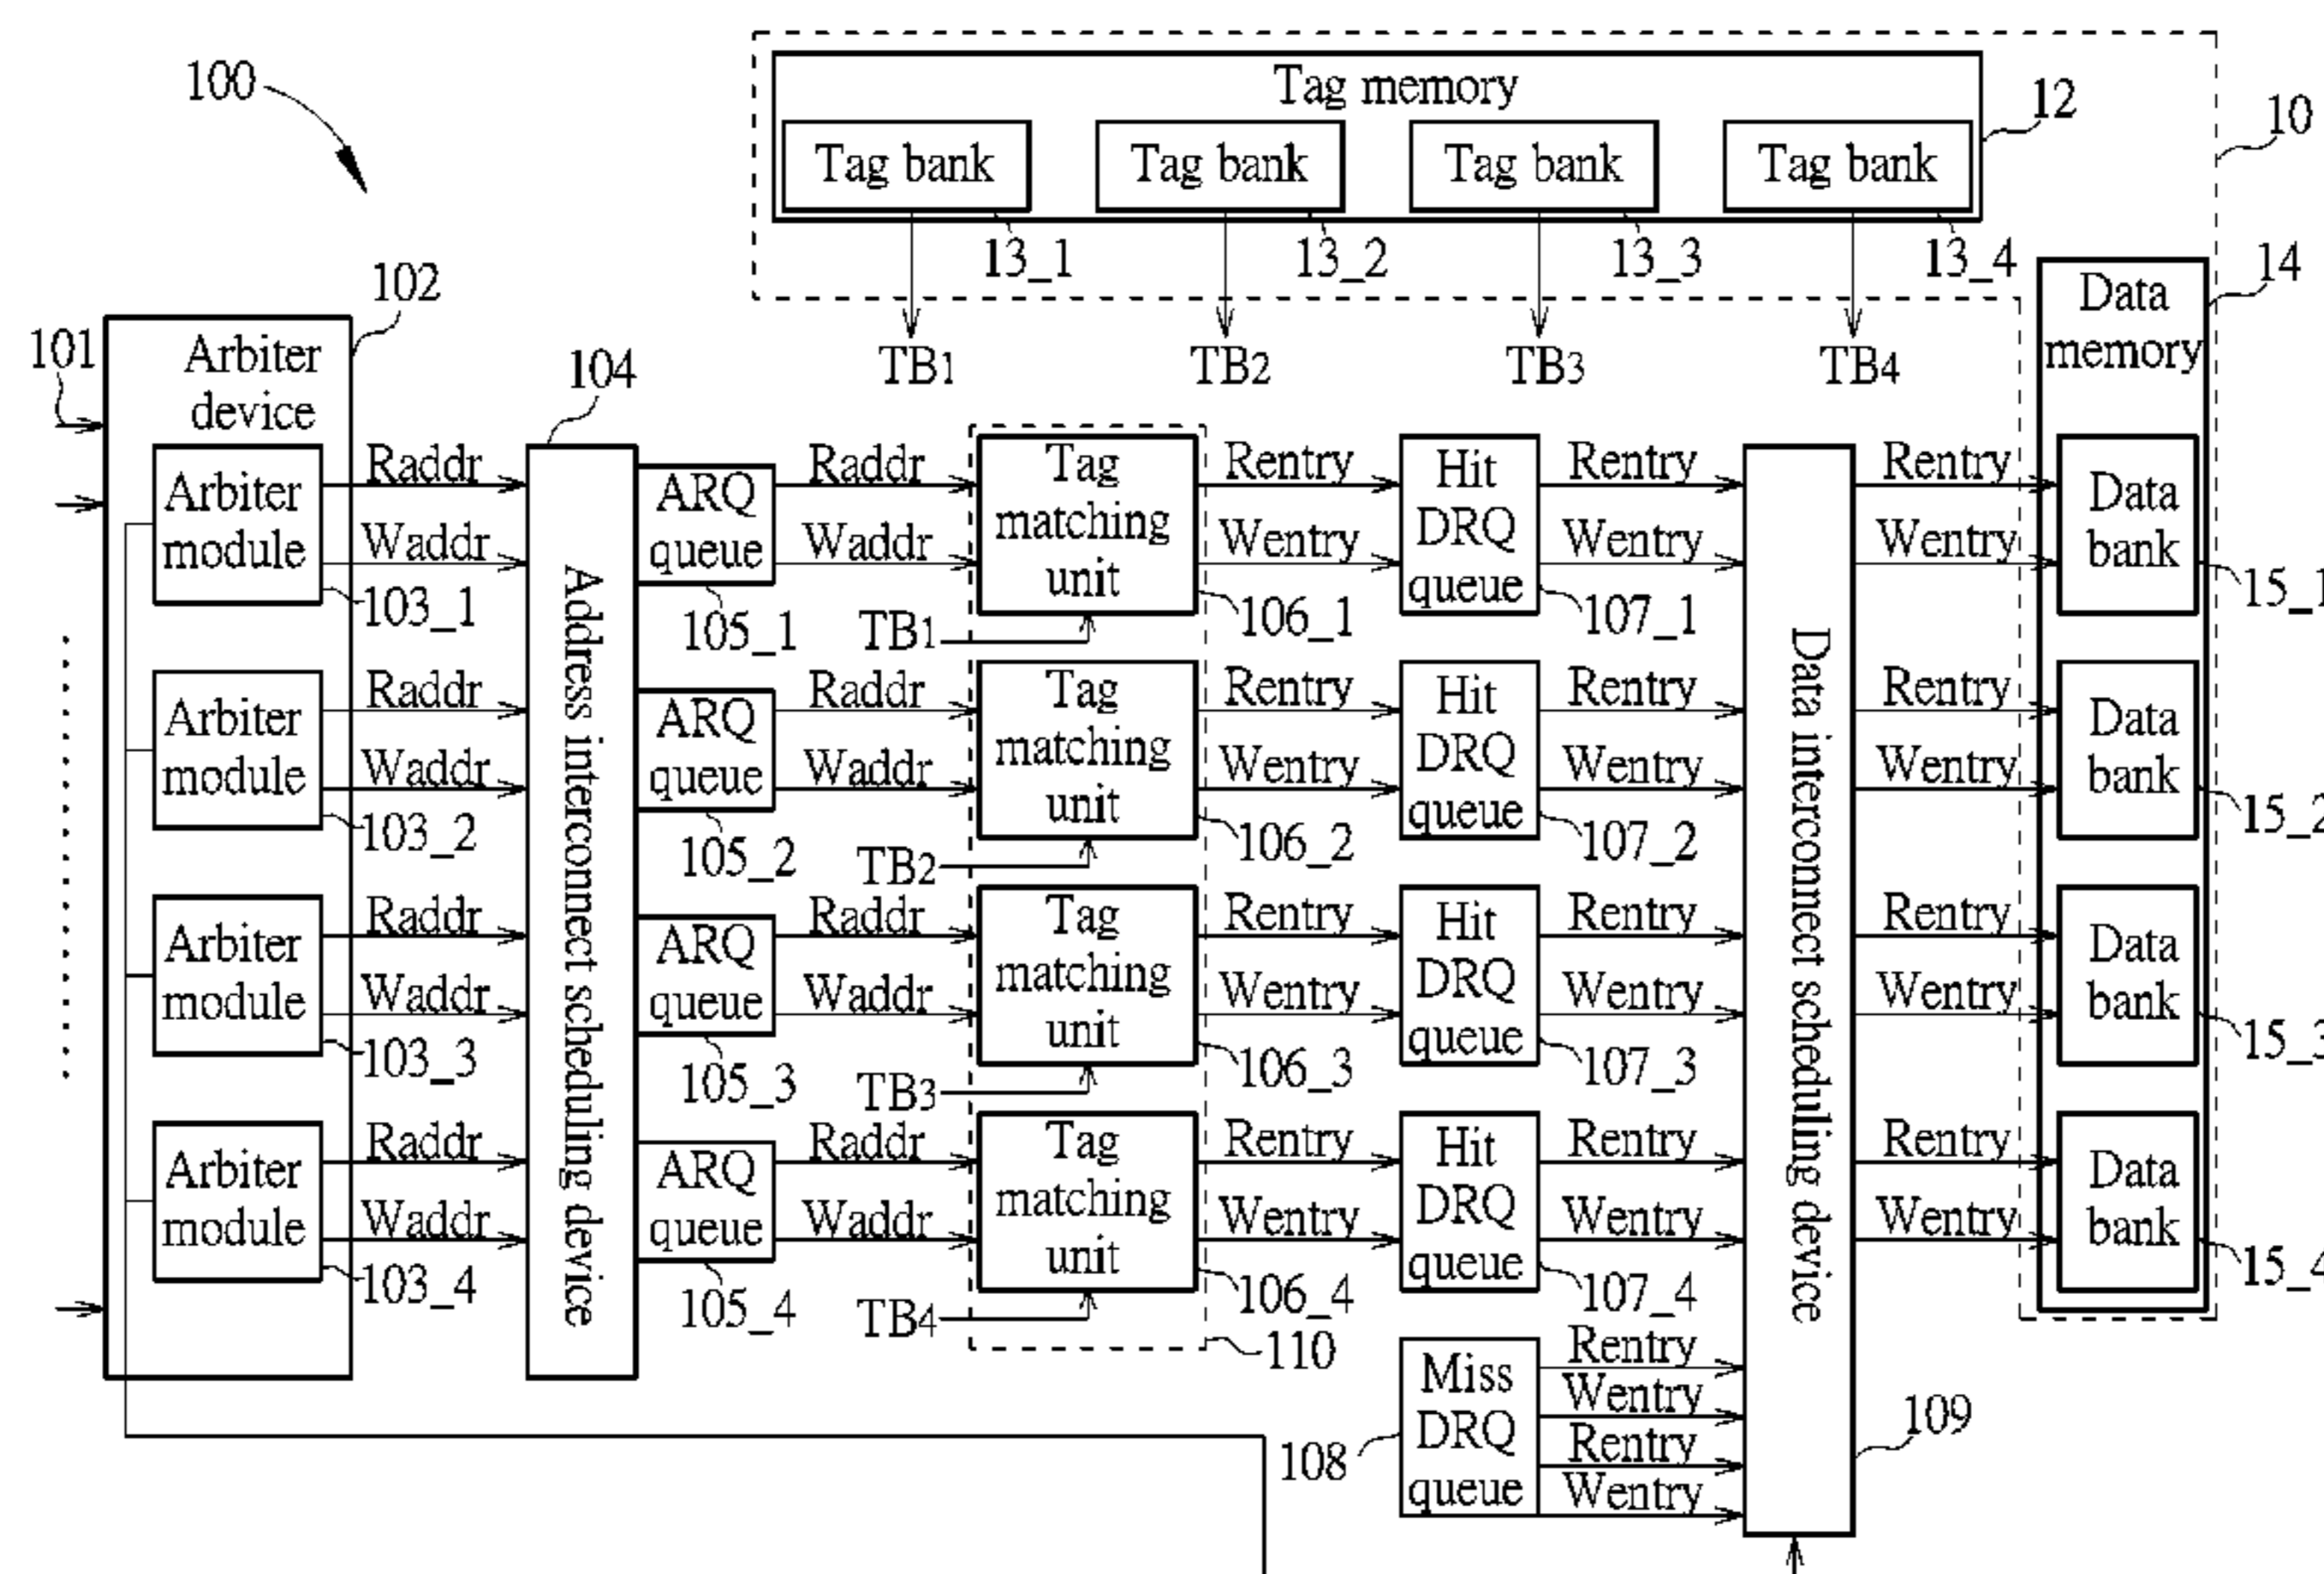 100
Tag memory
12
10
Tag bank
Tag bank
Tag bank
Tag bank
13_1
13_2
13_3
13_4
14
102
101
Arbiter
device
104
TB1
TB2
TB3
TB4
Data
memory
Arbiter
module
103_1
Raddr
Waddr
ARQ
queue
105_1
Raddr
Waddr
Tag
matching
unit
TB1
106_1
Rentry
Wentry
Hit
DRQ
queue
107_1
Rentry
Wentry
Rentry
Wentry
Data
bank
15_1
Address interconnect scheduling device
Data interconnect scheduling device
Arbiter
module
103_2
Raddr
Waddr
ARQ
queue
105_2
Raddr
Waddr
Tag
matching
unit
TB2
106_2
Rentry
Wentry
Hit
DRQ
queue
107_2
Rentry
Wentry
Rentry
Wentry
Data
bank
15_2
Arbiter
module
103_3
Raddr
Waddr
ARQ
queue
105_3
Raddr
Waddr
Tag
matching
unit
TB3
106_3
Rentry
Wentry
Hit
DRQ
queue
107_3
Rentry
Wentry
Rentry
Wentry
Data
bank
15_3
Arbiter
module
103_4
Raddr
Waddr
ARQ
queue
105_4
Raddr
Waddr
Tag
matching
unit
TB4
106_4
Rentry
Wentry
Hit
DRQ
queue
107_4
Rentry
Wentry
Rentry
Wentry
Data
bank
15_4
110
Miss
DRQ
queue
108
Rentry
Wentry
Rentry
Wentry
109